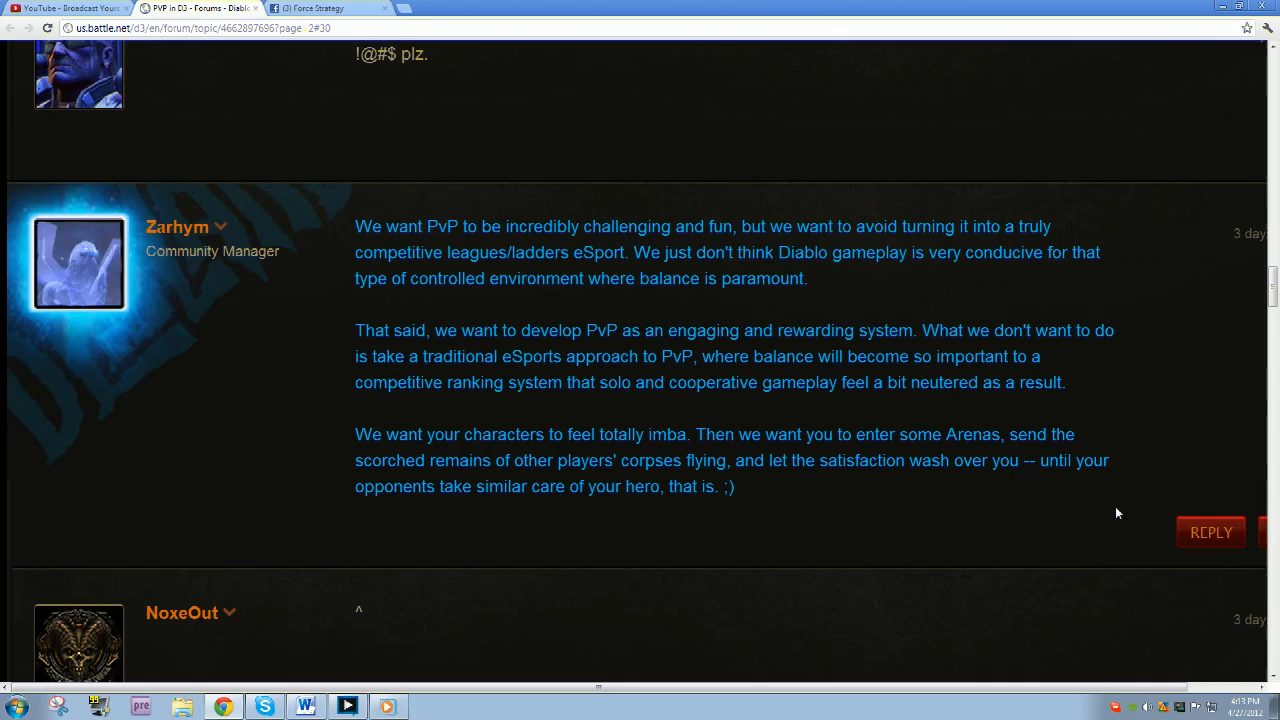 YouTube - Broadcast Yours
PVP in D3 - Forums - Diablo
(3) Force Strategy
us.battle.net/d3/en/forum/topic/4662897696?page=2#30
!@#$ plz.
Zarhym
Community Manager
We want PvP to be incredibly challenging and fun, but we want to avoid turning it into a truly
competitive leagues/ladders eSport. We just don't think Diablo gameplay is very conducive for that
type of controlled environment where balance is paramount.
3 day
That said, we want to develop PvP as an engaging and rewarding system. What we don't want to do
is take a traditional eSports approach to PvP, where balance will become so important to a
competitive ranking system that solo and cooperative gameplay feel a bit neutered as a result.
We want your characters to feel totally imba. Then we want you to enter some Arenas, send the
scorched remains of other players' corpses flying, and let the satisfaction wash over you -- until your
opponents take similar care of your hero, that is. ;)
REPLY
NoxeOut
^
3 day
99
pre
4:13 PM
4/27/2012